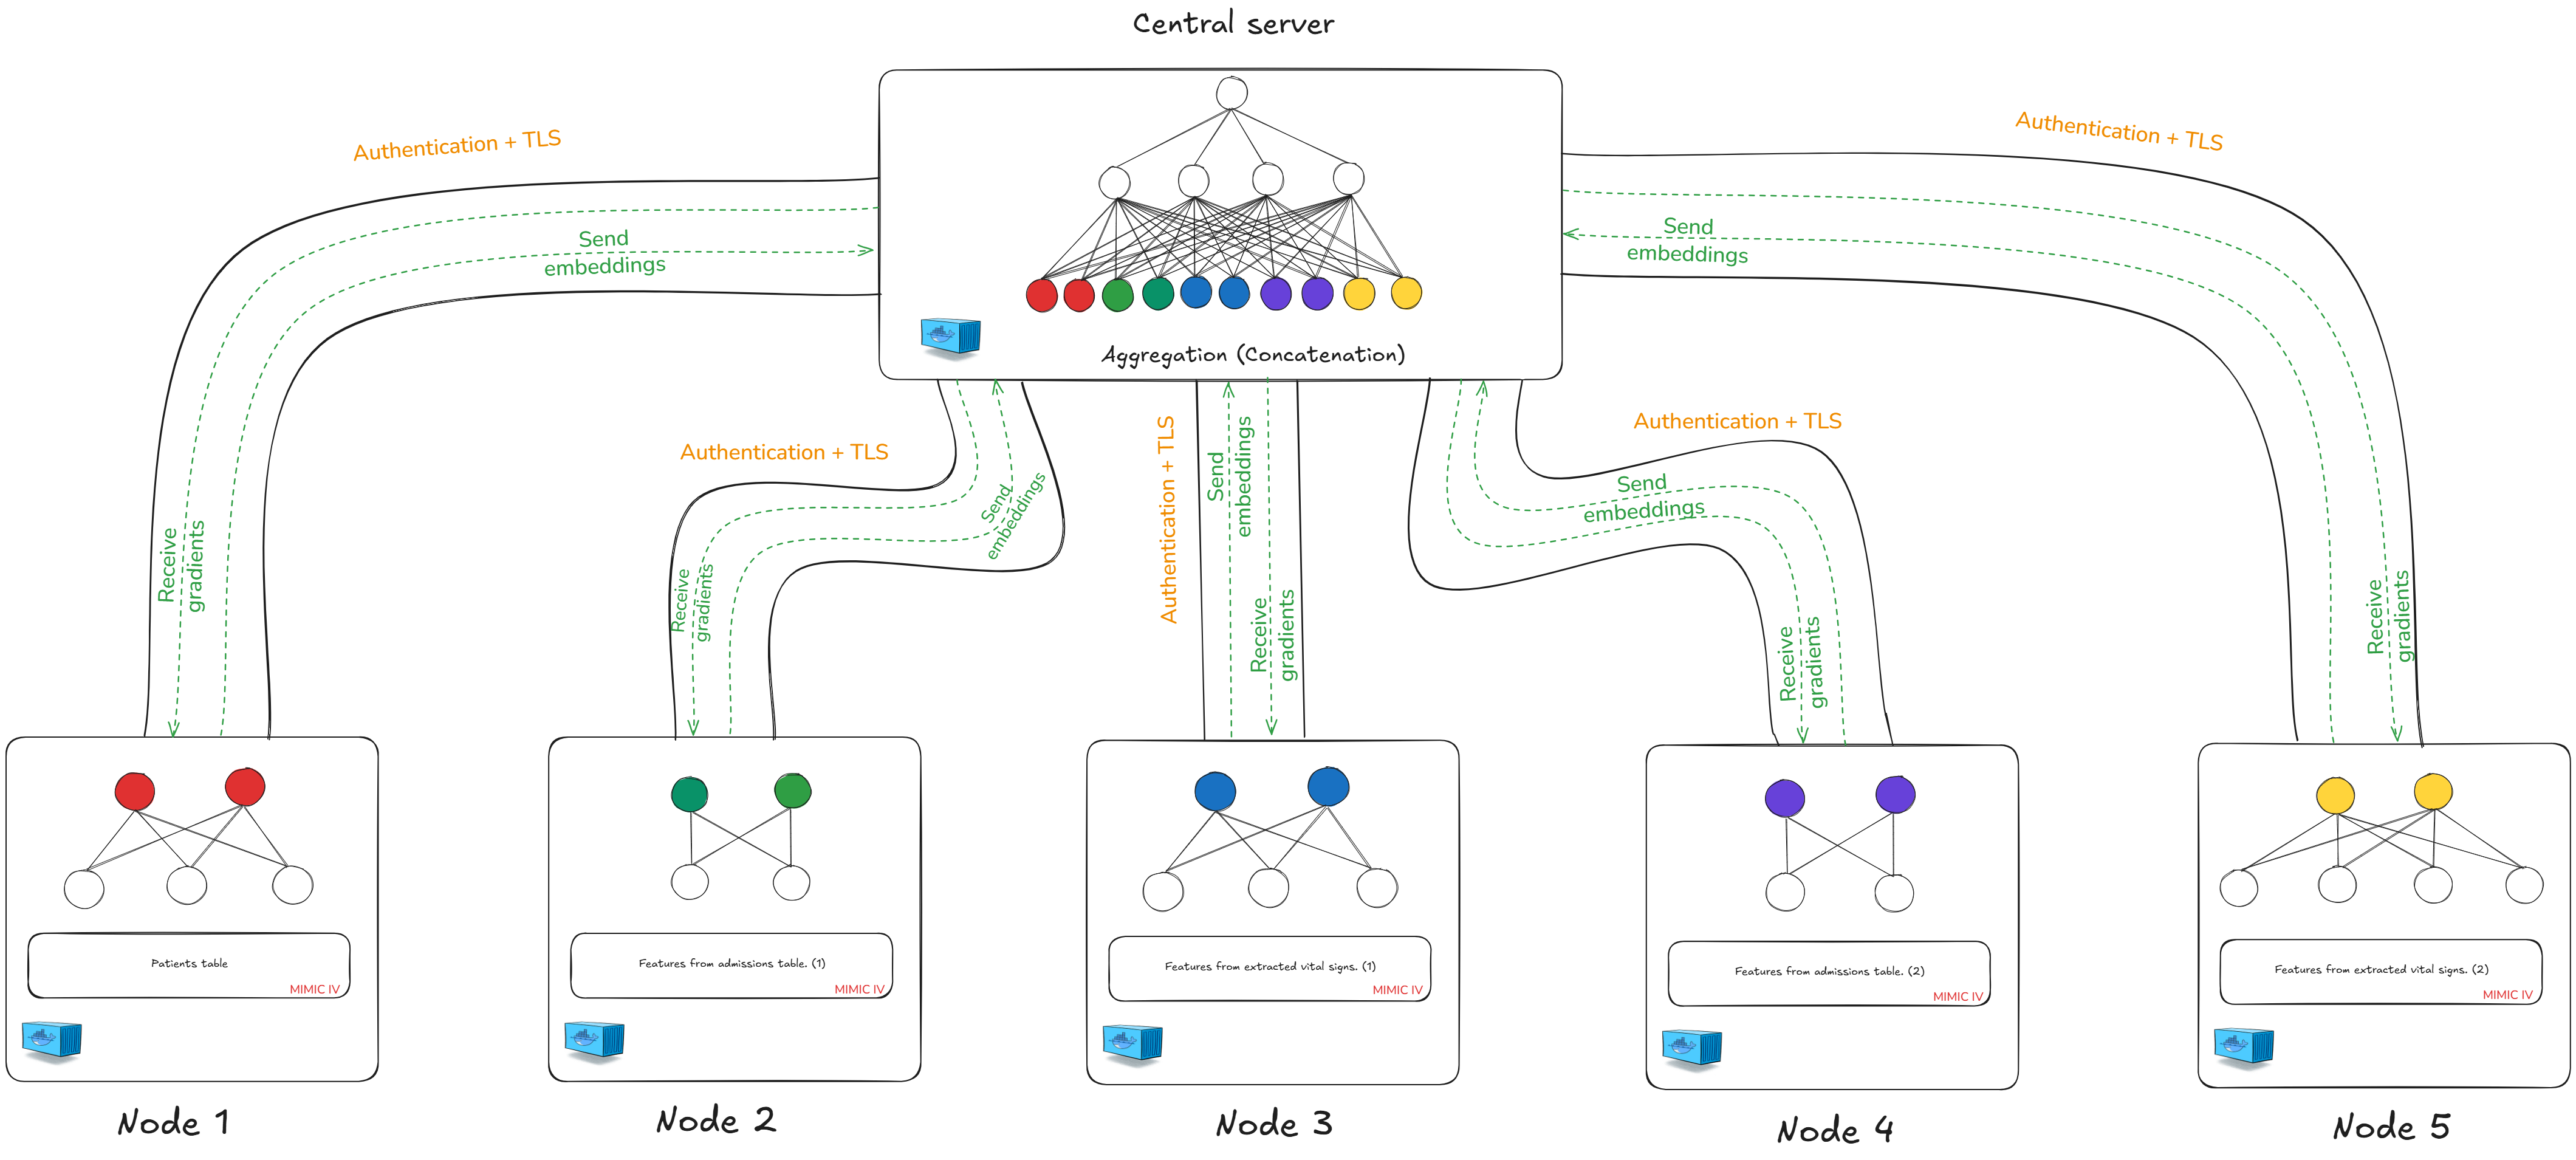 Central server
Authentication + TLS
Authentication + TLS
Send
embeddings
Send
embeddings
Aggregation (Concatenation)
Authentication + TLS
Authentication + TLS
Authentication + TLS
Send
embeddings
Send
embeddings
Send
embeddings
Receive
gradients
Receive
gradients
Receive
gradients
Receive
gradients
Receive
gradients
Patients table
MIMIC IV
Features from admissions table. (1)
MIMIC IV
Features from extracted vital signs. (1)
MIMIC IV
Features from admissions table. (2)
MIMIC IV
Features from extracted vital signs. (2)
MIMIC IV
Node 1
Node 2
Node 3
Node 4
Node 5